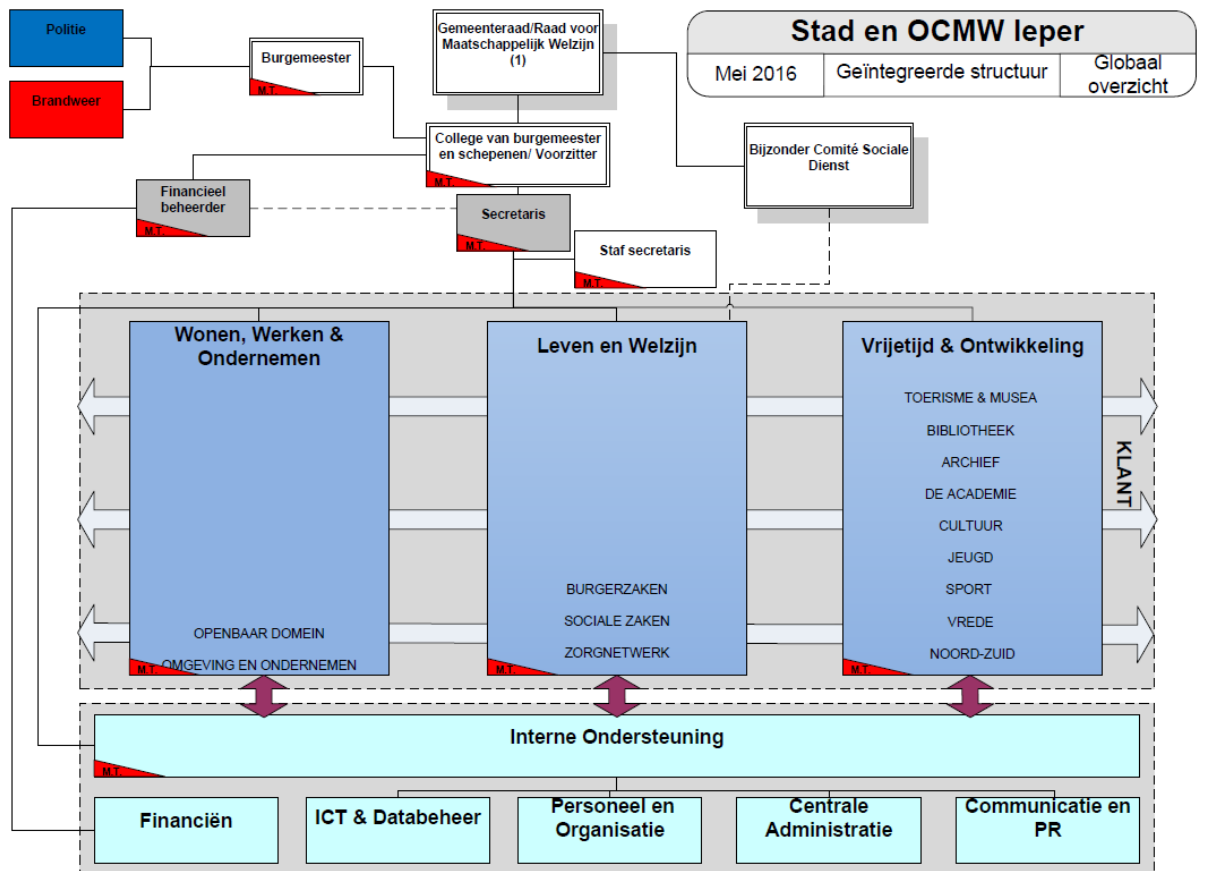 Politie
Brandweer
Burgemeester
M.T.
Gemeenteraad/Raad voor
Maatschappelijk Welzijn
(1)
Stad en OCMW Ieper
Mei 2016
Geïntegreerde structuur
Globaal
overzicht
College van burgemeester
en schepenen/ Voorzitter
M.T.
Bijzonder Comité Sociale
Dienst
Financieel
beheerder
M.T.
Secretaris
M.T.
Staf secretaris
M.T.
Wonen, Werken &
Ondernemen
OPENBAAR DOMEIN
OMGEVING EN ONDERNEMEN
M.T.
Leven en Welzijn
BURGERZAKEN
SOCIALE ZAKEN
ZORGNETWERK
M.T.
Vrijetijd & Ontwikkeling
TOERISME & MUSEA
BIBLIOTHEEK
ARCHIEF
DE ACADEMIE
CULTUUR
JEUGD
SPORT
VREDE
NOORD-ZUID
M.T.
KLANT
Interne Ondersteuning
M.T.
Financiën
ICT & Databeheer
Personeel en
Organisatie
Centrale
Administratie
Communicatie en
PR